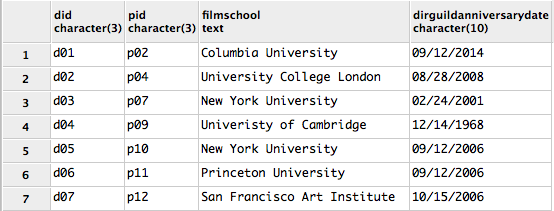 did pid filmschool dirguildanniversarydate
character(3) character(3) text character(10)
1 d01 p02 Columbia University 09/12/2014
2 d02 p04 University College London 08/28/2008
3 d03 p07 New York University 02/24/2001
4 d04 p09 Univeristy of Cambridge 12/14/1968
5 d05 p10 New York University 09/12/2006
6 d06 p11 Princeton University 09/12/2006
7 d07 p12 San Francisco Art Institute 10/15/2006